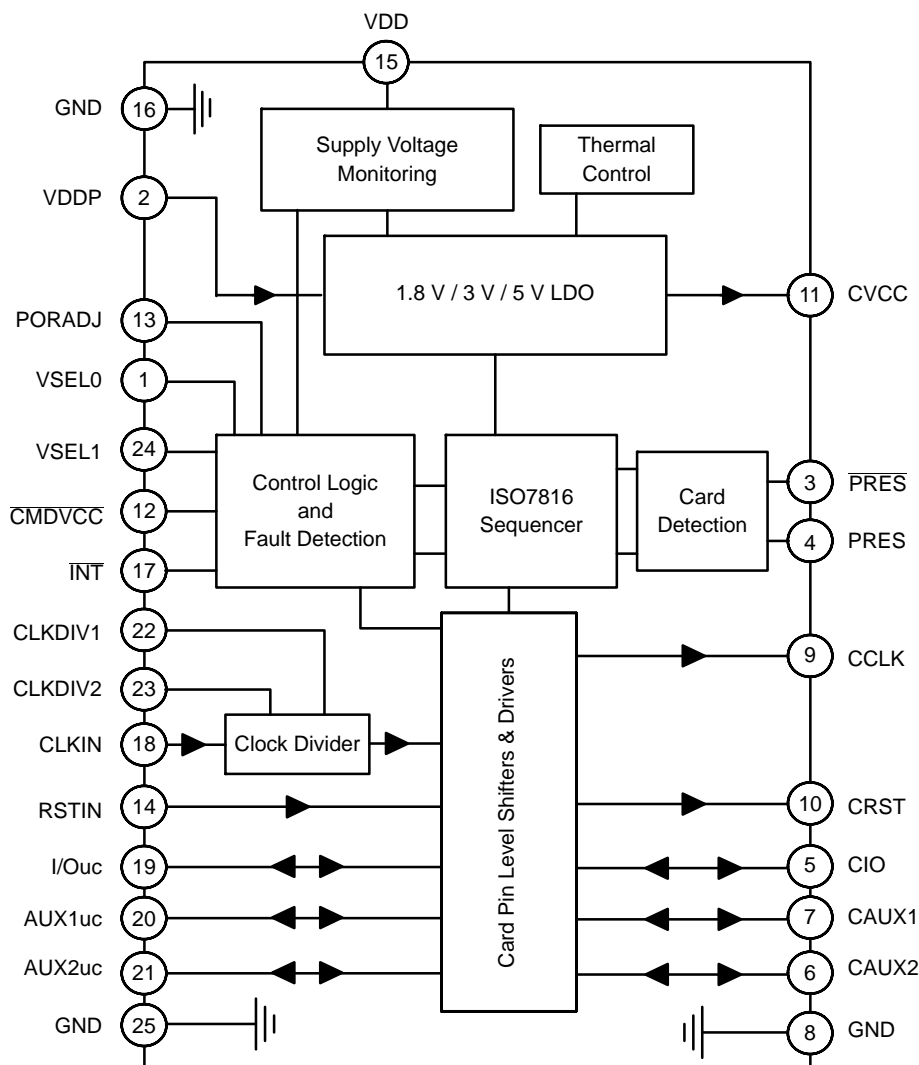 VDD
15
GND
16
Supply Voltage
Monitoring
Thermal
Control
VDDP
2
1.8 V / 3 V / 5 V LDO
11
CVCC
PORADJ
13
VSEL0
1
VSEL1
24
Control Logic
and
Fault Detection
ISO7816
Sequencer
Card
Detection
3
PRES
4
PRES
CMDVCC
12
INT
17
CLKDIV1
22
CLKDIV2
23
CLKIN
18
Clock Divider
Card Pin Level Shifters & Drivers
9
CCLK
RSTIN
14
10
CRST
I/Ouc
19
5
CIO
AUX1uc
20
7
CAUX1
AUX2uc
21
6
CAUX2
GND
25
8
GND